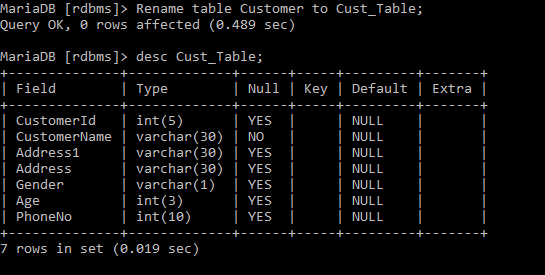 MariaDB [rdbms]> Rename table Customer to Cust_Table;
Query OK, 0 rows affected (0.489 sec)
MariaDB [rdbms]> desc Cust_Table;
+--------------+-------------+------+-----+---------+-------+
| Field        | Type        | Null | Key | Default | Extra |
+--------------+-------------+------+-----+---------+-------+
| CustomerId   | int(5)      | YES  |     | NULL    |       |
| CustomerName | varchar(30) | NO   |     | NULL    |       |
| Address1     | varchar(30) | YES  |     | NULL    |       |
| Address      | varchar(30) | YES  |     | NULL    |       |
| Gender       | varchar(1)  | YES  |     | NULL    |       |
| Age          | int(3)      | YES  |     | NULL    |       |
| PhoneNo      | int(10)     | YES  |     | NULL    |       |
+--------------+-------------+------+-----+---------+-------+
7 rows in set (0.019 sec)